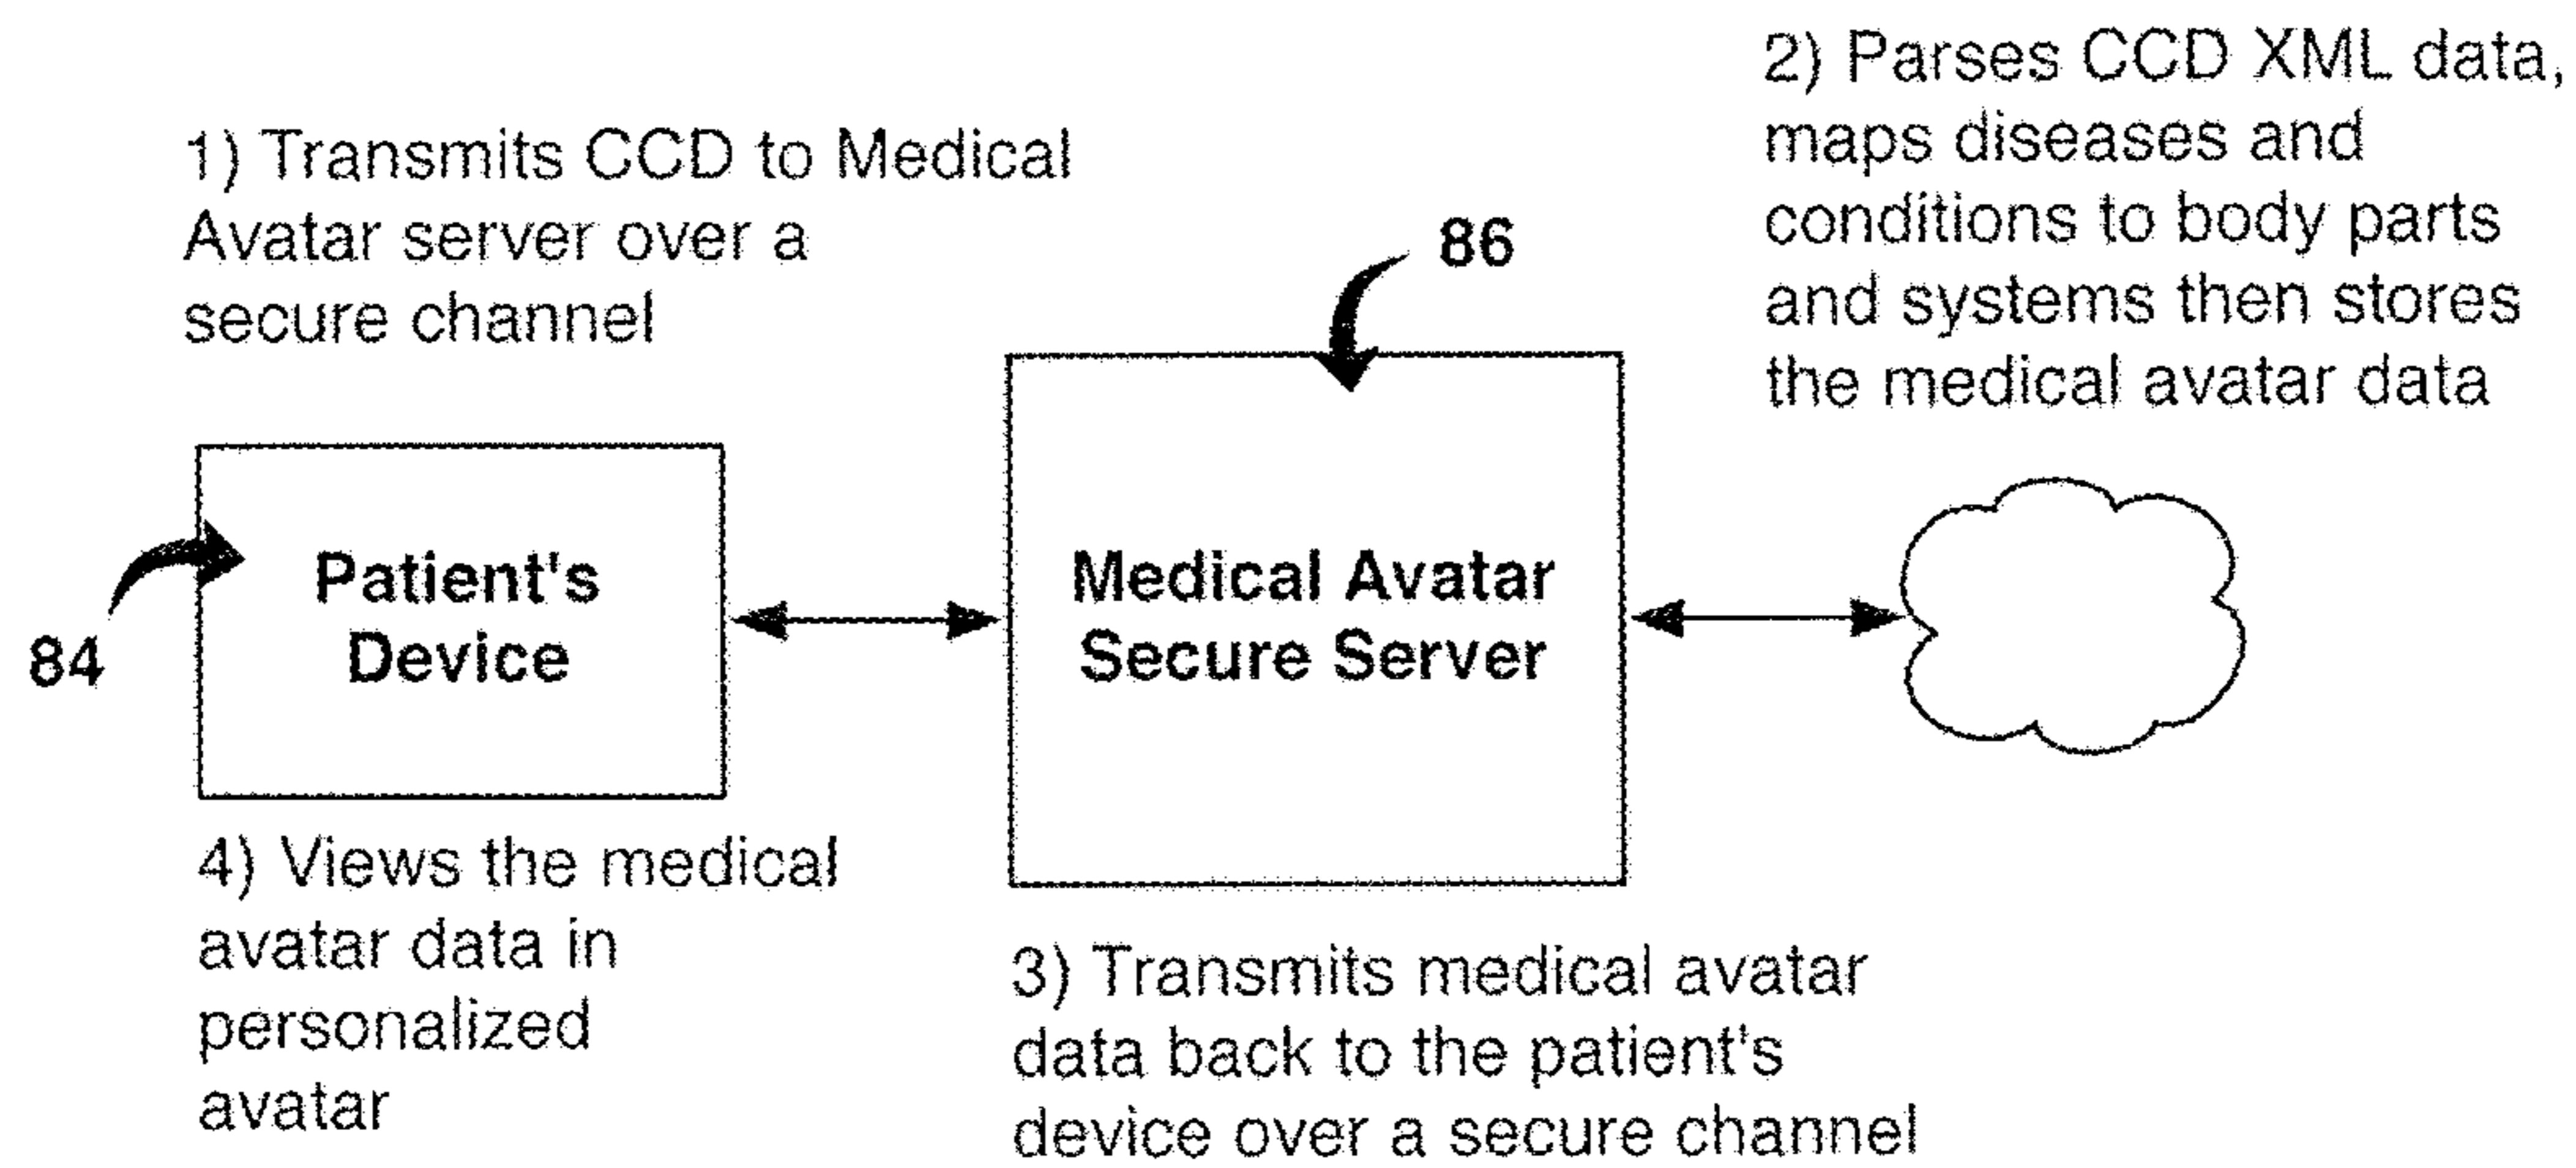 1) Transmits CCD to Medical
Avatar server over a
secure channel
2) Parses CCD XML data,
maps diseases and
conditions to body parts
and systems then stores
the medical avatar data
86
84
Patient's
Device
Medical Avatar
Secure Server
4) Views the medical
avatar data in
personalized
avatar
3) Transmits medical avatar
data back to the patient's
device over a secure channel